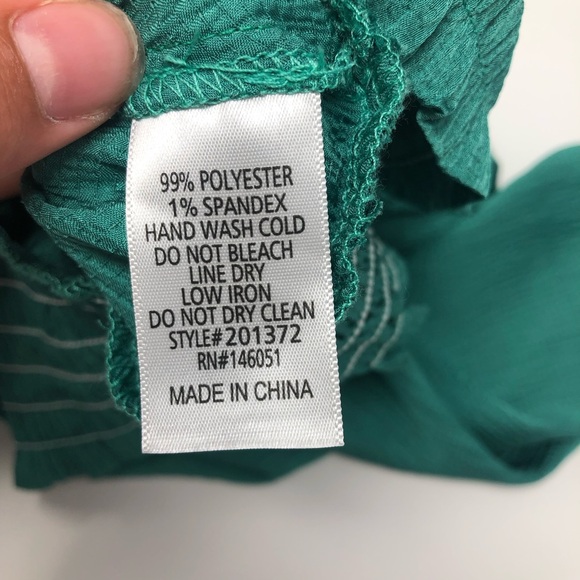 99% POLYESTER
1% SPANDEX
HAND WASH COLD
DO NOT BLEACH
LINE DRY
LOW IRON
DO NOT DRY CLEAN
STYLE#201372
RN#146051
MADE IN CHINA